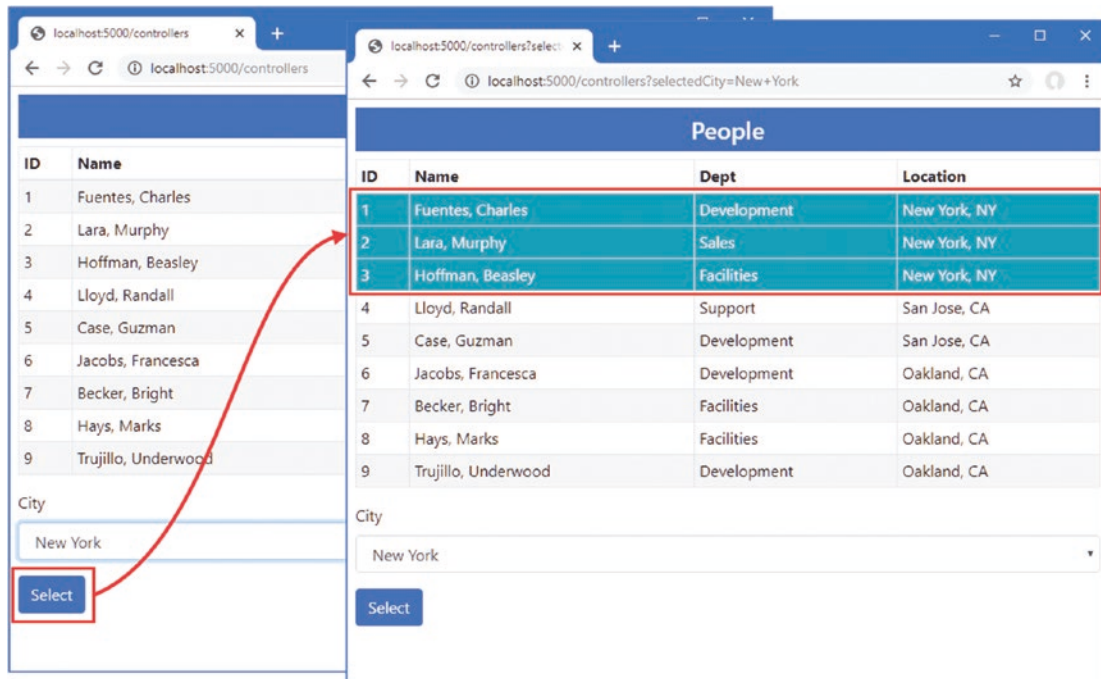 localhost:5000/controllers
localhost:5000/controllers
ID Name
1 Fuentes, Charles
2 Lara, Murphy
3 Hoffman, Beasley
4 Lloyd, Randall
5 Case, Guzman
6 Jacobs, Francesca
7 Becker, Bright
8 Hays, Marks
9 Trujillo, Underwood
City
New York
Select
localhost:5000/controllers?select
localhost:5000/controllers?selectedCity=New+York
People
ID Name Dept Location
1 Fuentes, Charles Development New York, NY
2 Lara, Murphy Sales New York, NY
3 Hoffman, Beasley Facilities New York, NY
4 Lloyd, Randall Support San Jose, CA
5 Case, Guzman Development San Jose, CA
6 Jacobs, Francesca Development Oakland, CA
7 Becker, Bright Facilities Oakland, CA
8 Hays, Marks Facilities Oakland, CA
9 Trujillo, Underwood Development Oakland, CA
City
New York
Select